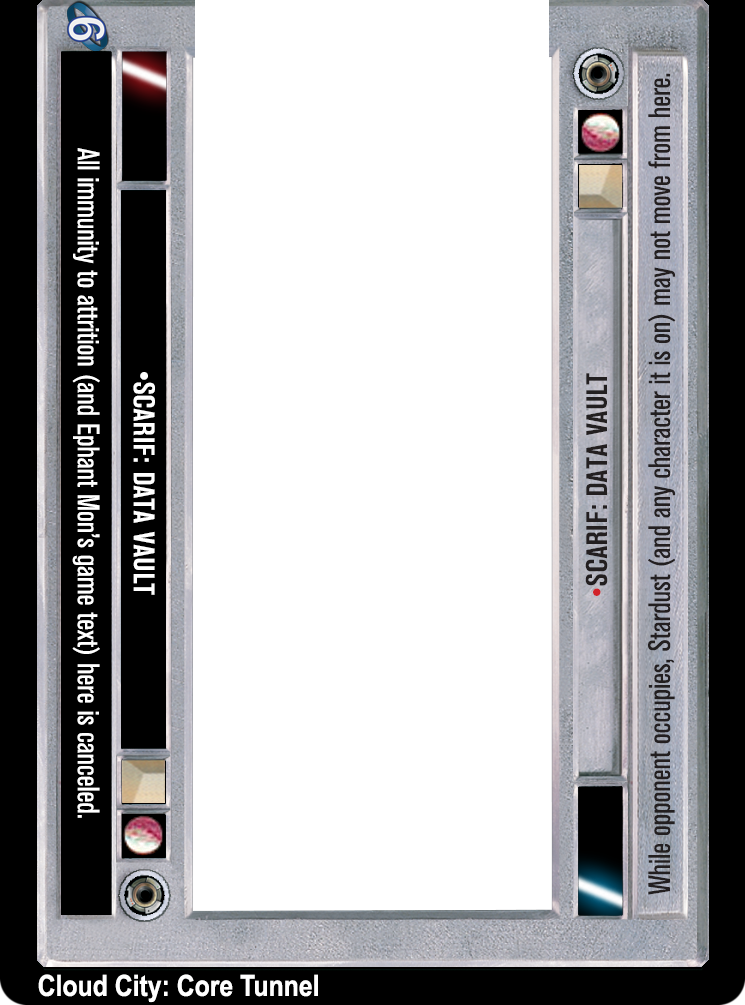 6
All immunity to attrition (and Ephant Mon's game text) here is canceled.
•SCARIF: DATA VAULT
•SCARIF: DATA VAULT
While opponent occupies, Stardust (and any character it is on) may not move from here.
Cloud City: Core Tunnel